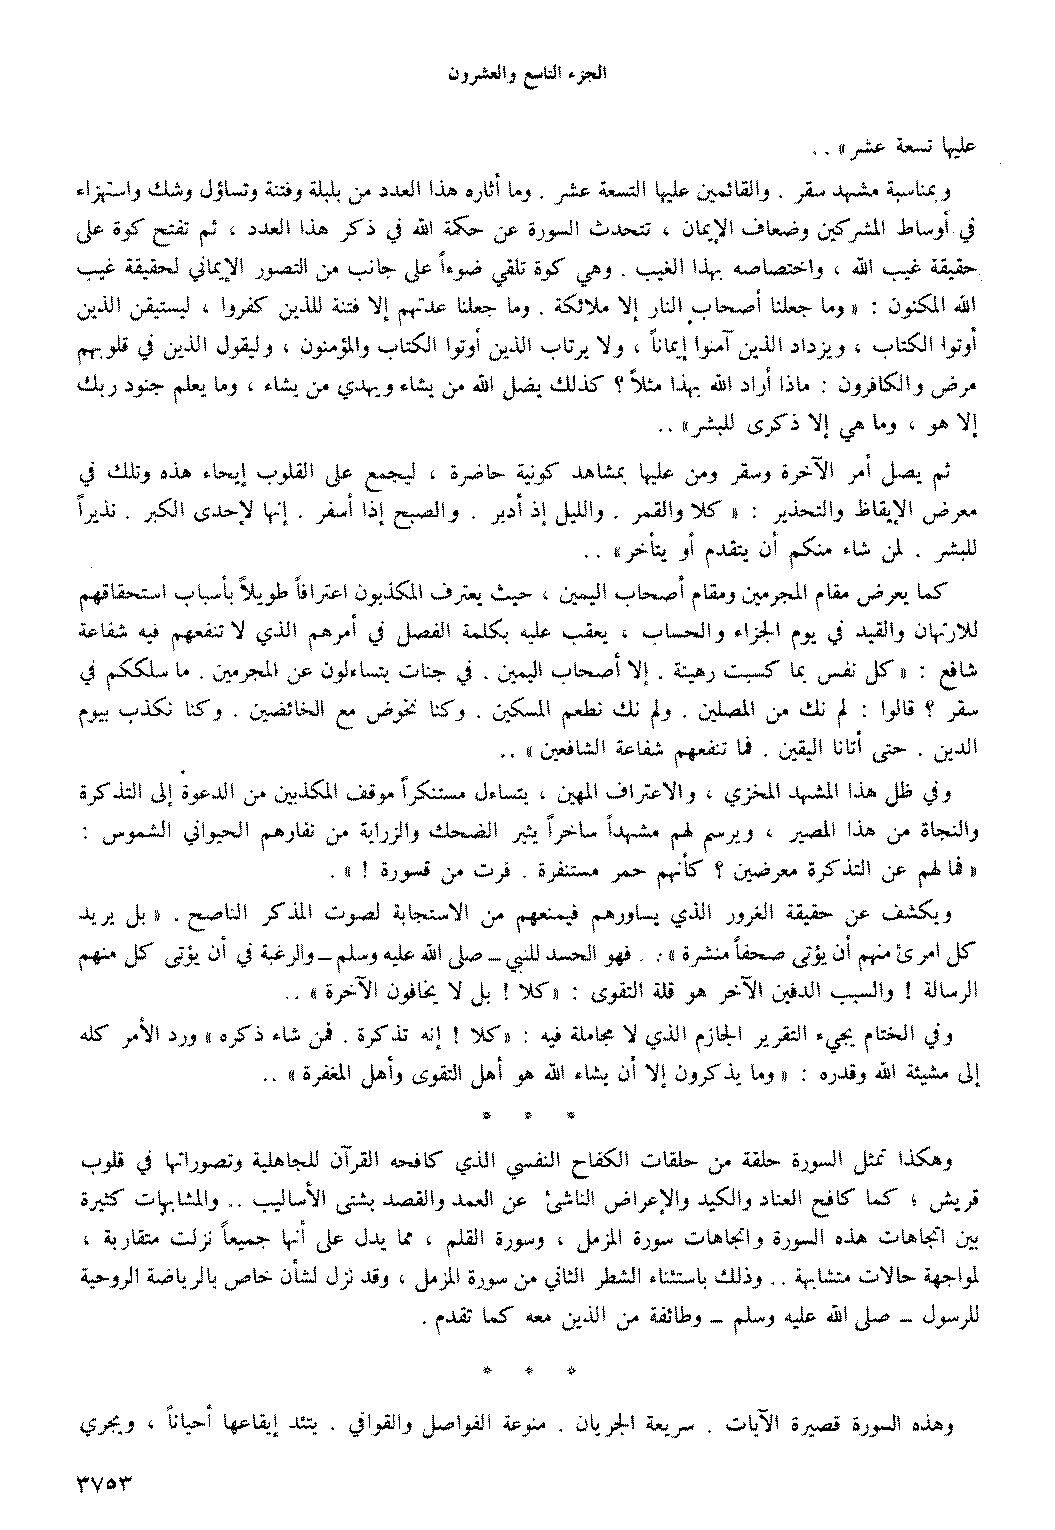 الجزء التاسع والعشرون
عليها تسعة عشر » . .
وبمناسبة مشهد سقر . والقائمين عليها التسعة عشر . وما أثاره هذا العدد من بلبلة وفتنة وتساؤل وشك واستهزاء
في أوساط المشركين وضعاف الإيمان ، تتحدث السورة عن حكمة الله في ذكر هذا العدد ، ثم تفتح كوة على
حقيقة غيب الله ، واختصاصه بهذا الغيب . وهي كوة تلقي ضوءاً على جانب من التصور الإيماني لحقيقة غيب
الله المكنون : « وما جعلنا أصحاب النار إلا ملائكة . وما جعلنا عدتهم إلا فتنة للذين كفروا ، ليستيقن الذين
أوتوا الكتاب ، ويزداد الذين آمنوا إيماناً ، ولا يرتاب الذين أوتوا الكتاب والمؤمنون ، وليقول الذين في قلوبهم
مرض والكافرون : ماذا أراد الله بهذا مثلاً ؟ كذلك يضل الله من يشاء ويهدي من يشاء ، وما يعلم جنود ربك
إلا هو ، وما هي إلا ذكرى للبشر » . .
ثم يصل أمر الآخرة وسقر ومن عليها بمشاهد كونية حاضرة ، ليجمع على القلوب إيحاء هذه وتلك في
معرض الإيقاظ والتحذير : « كلا والقمر . والليل إذ أدبر . والصبح إذا أسفر . إنها لإحدى الكبر . نذيراً
للبشر . لمن شاء منكم أن يتقدم أو يتأخر » . .
كما يعرض مقام المجرمين ومقام أصحاب اليمين ، حيث يعترف المكذبون اعترافاً طويلاً بأسباب استحقاقهم
للارتهان والقيد في يوم الجزاء والحساب ، يعقب عليه بكلمة الفصل في أمرهم الذي لا تنفعهم فيه شفاعة
شافع : « كل نفس بما كسبت رهينة . إلا أصحاب اليمين . في جنات يتساءلون عن المجرمين . ما سلككم في
سقر ؟ قالوا : لم نك من المصلين . ولم نك نطعم المسكين . وكنا نخوض مع الخائضين . وكنا نكذب بيوم
الدين . حتى أتانا اليقين . فما تنفعهم شفاعة الشافعين » . .
وفي ظل هذا المشهد المخزي ، والاعتراف المهين ، يتساءل مستنكراً موقف المكذبين من الدعوة إلى التذكرة
والنجاة من هذا المصير ، ويرسم لهم مشهداً ساخراً يثير الضحك والزراية من نفارهم الحيواني الشموس :
« فما لهم عن التذكرة معرضين ؟ كأنهم حمر مستنفرة . فرت من قسورة ! » .
ويكشف عن حقيقة الغرور الذي يساورهم فيمنعهم من الاستجابة لصوت المذكر الناصح . « بل يريد
كل امرئ منهم أن يؤتى صحفاً منشرة » . . فهو الحسد للنبي – صلى الله عليه وسلم – والرغبة في أن يؤتى كل منهم
الرسالة ! والسبب الدفين الآخر هو قلة التقوى : « كلا ! بل لا يخافون الآخرة » . .
وفي الختام يجيء التقرير الجازم الذي لا مجاملة فيه : « كلا ! إنه تذكرة . فمن شاء ذكره » ورد الأمر كله
إلى مشيئة الله وقدره : « وما يذكرون إلا أن يشاء الله هو أهل التقوى وأهل المغفرة » . .
* * *
وهكذا تمثل السورة حلقة من حلقات الكفاح النفسي الذي كافحه القرآن للجاهلية وتصوراتها في قلوب
قريش ؛ كما كافح العناد والكيد والإعراض الناشئ عن العمد والقصد بشتى الأساليب . . والمشابهات كثيرة
بين اتجاهات هذه السورة واتجاهات سورة المزمل ، وسورة القلم ، مما يدل على أنها جميعاً نزلت متقاربة ،
لمواجهة حالات متشابهة . . وذلك باستثناء الشطر الثاني من سورة المزمل ، وقد نزل لشأن خاص بالرياضة الروحية
للرسول – صلى الله عليه وسلم – وطائفة من الذين معه كما تقدم .
* * *
وهذه السورة قصيرة الآيات . سريعة الجريان . منوعة الفواصل والقوافي . يتئد إيقاعها أحياناً ، ويجري
٣٧٥٣